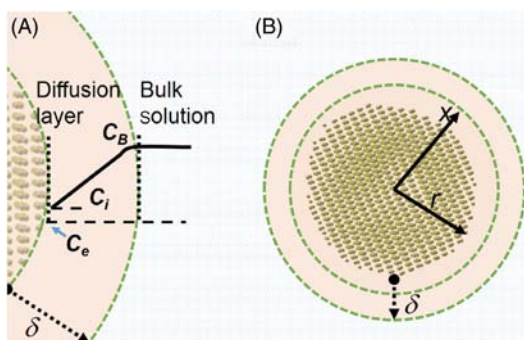 (A)
Diffusion
layer
Bulk
solution
C_B
C_i
C_e
δ
(B)
x
r
δ